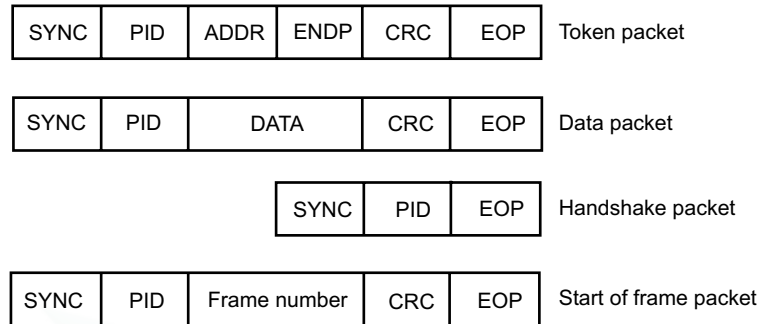 SYNC PID ADDR ENDP CRC EOP Token packet
SYNC PID DATA CRC EOP Data packet
SYNC PID EOP Handshake packet
SYNC PID Frame number CRC EOP Start of frame packet